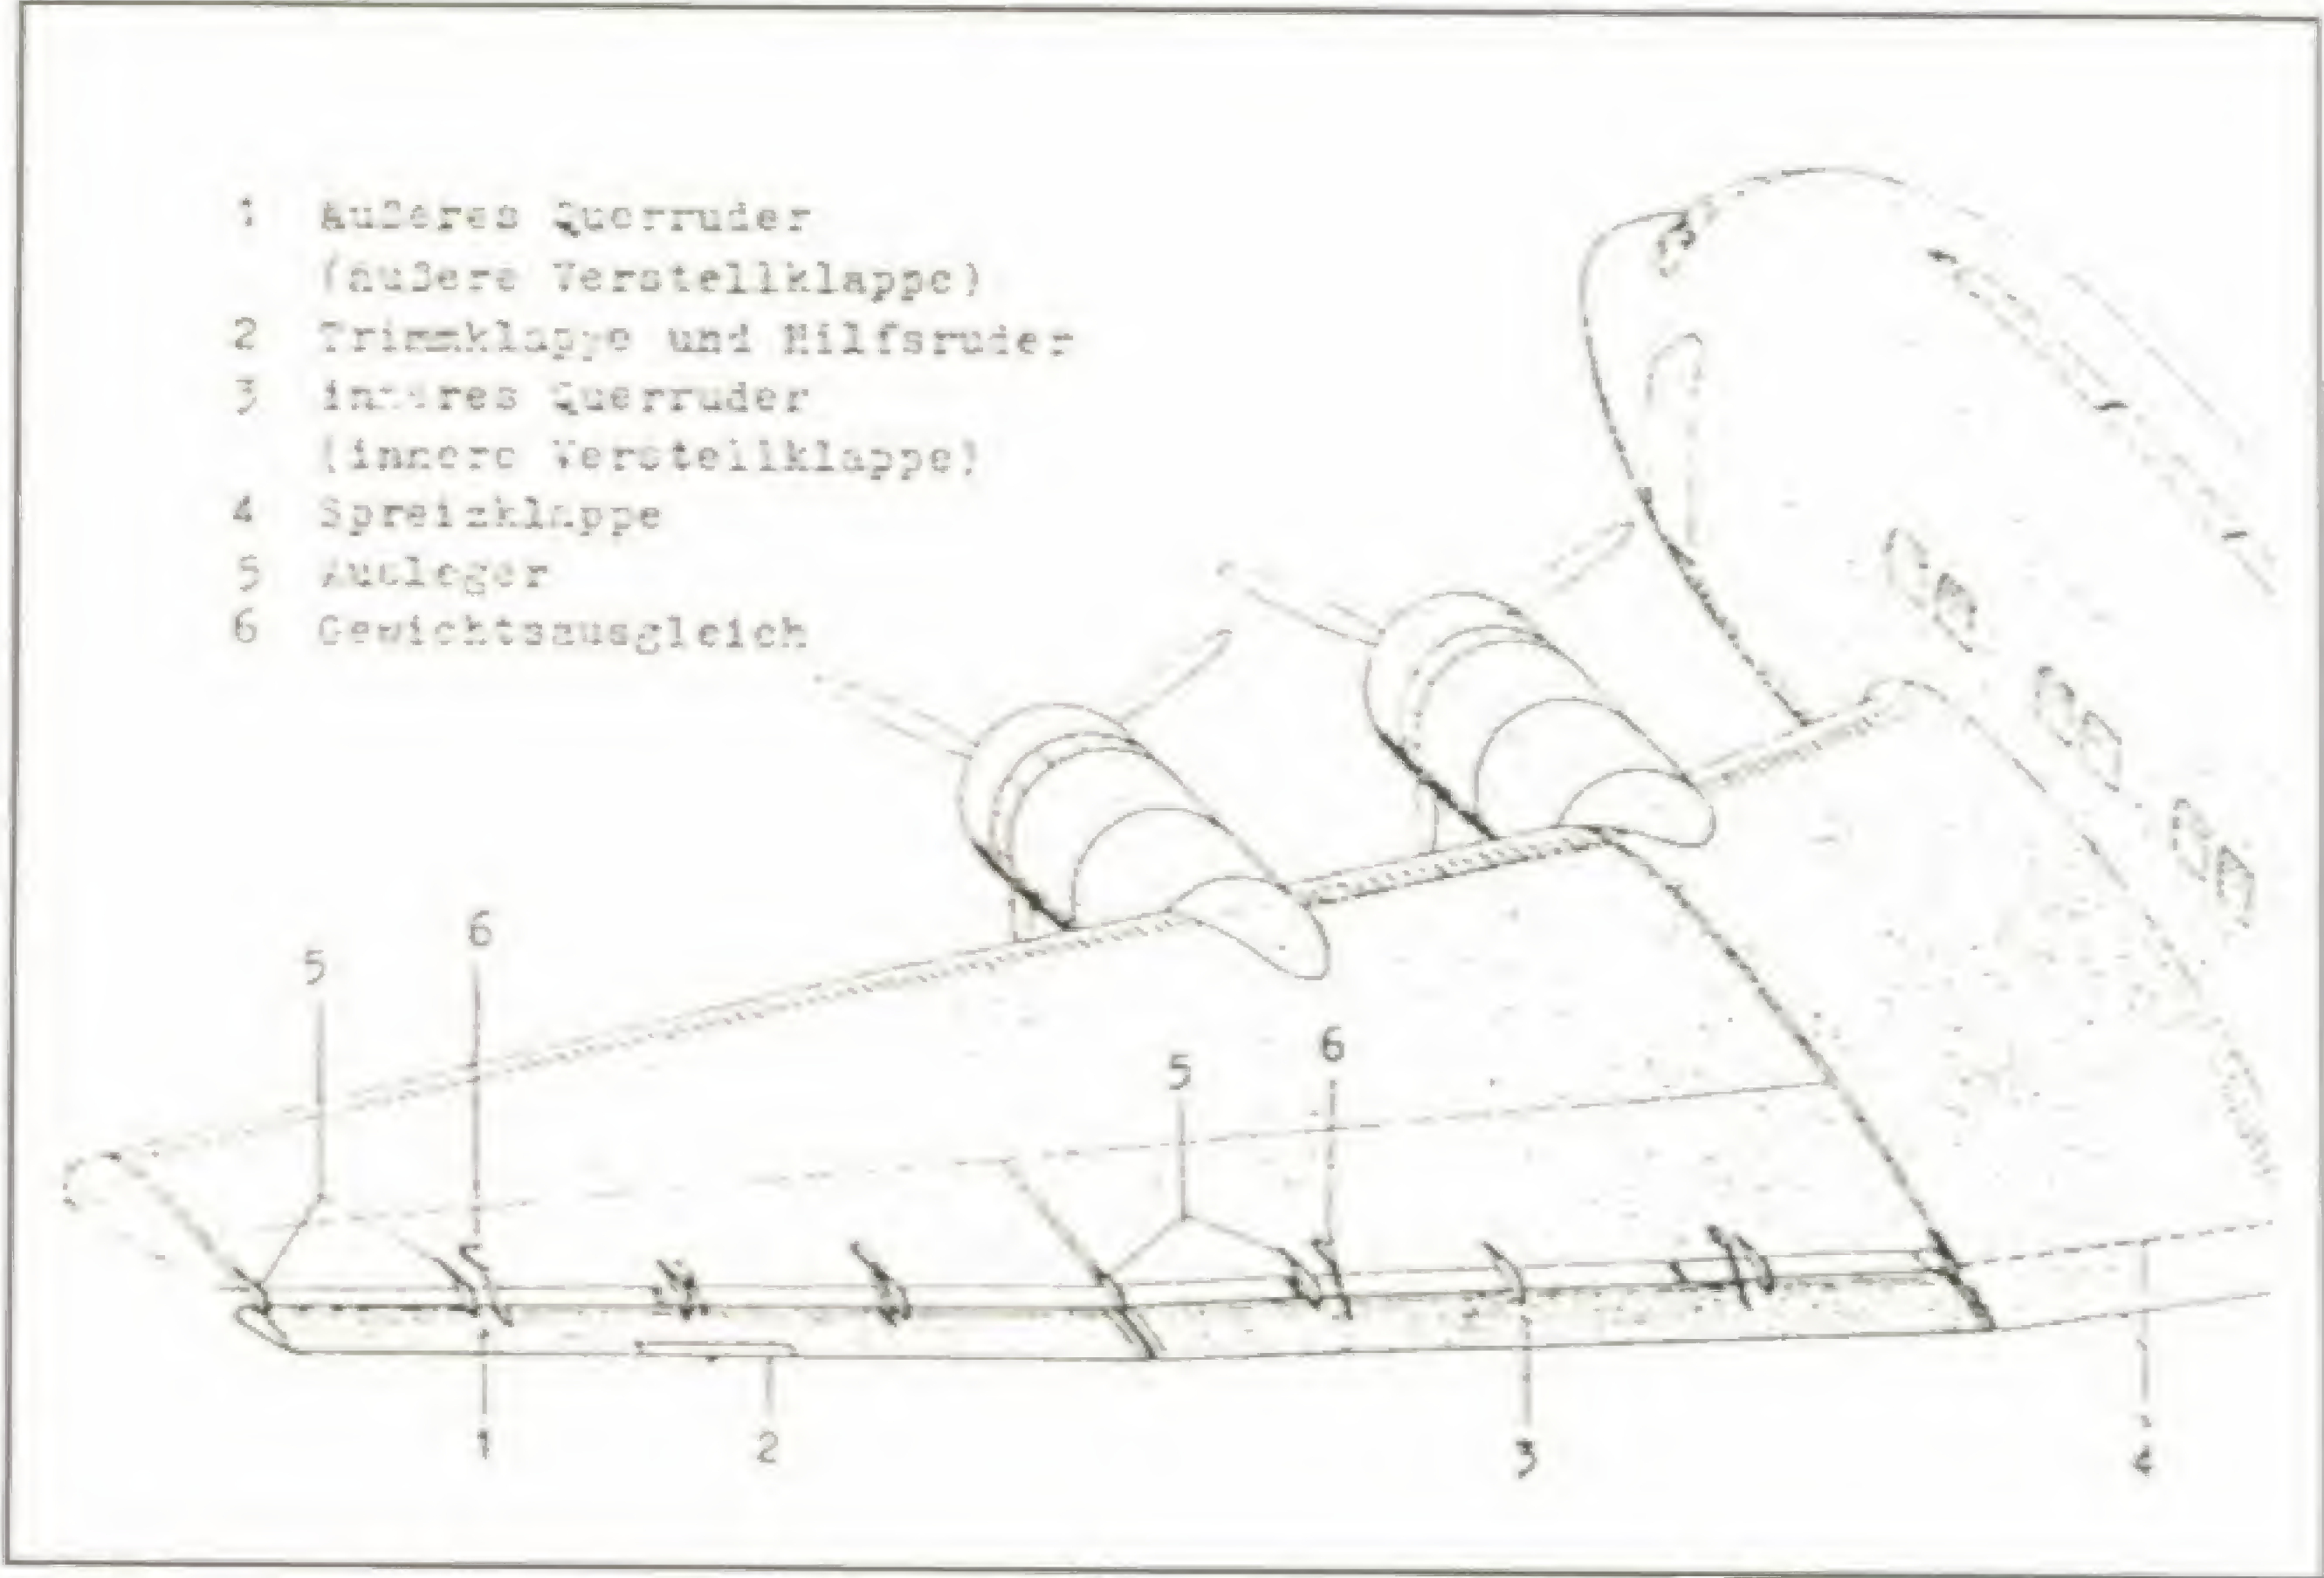 1 äußeres Querruder
(äußere Verstellklappe)
2 Trimmklappe und Hilfsruder
3 inneres Querruder
(innere Verstellklappe)
4 Spreizklappe
5 Ausleger
6 Gewichtsausgleich
5 6
5 6
1 2 3 4